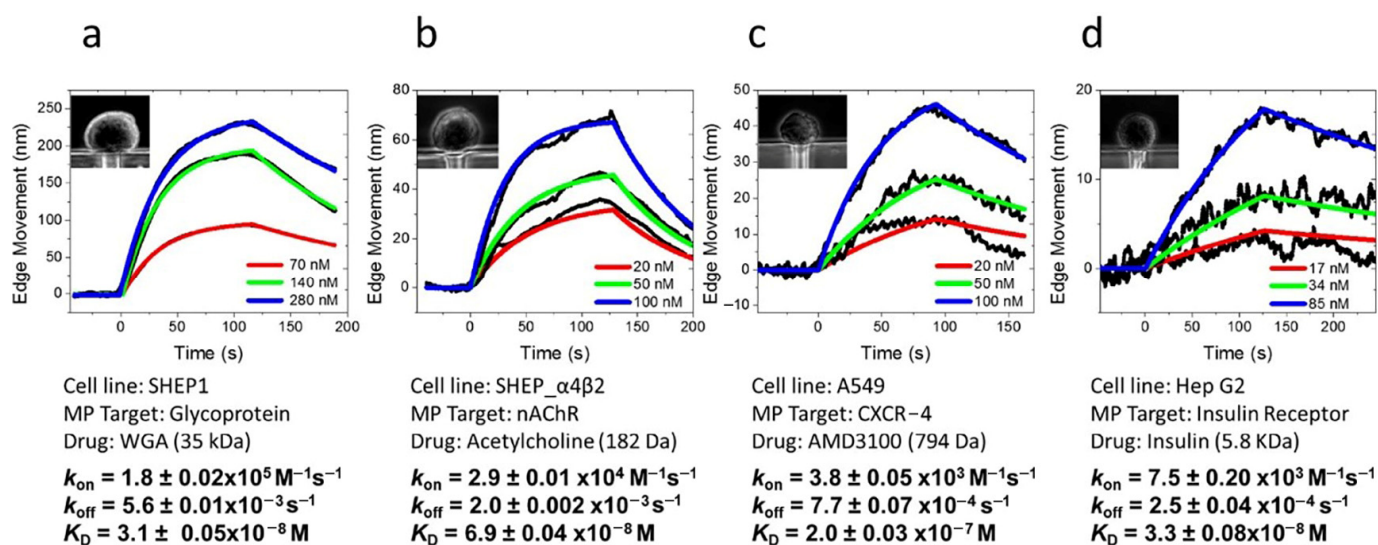 a
b
c
d
Edge Movement (nm)
250
200
150
100
50
0
70 nM
140 nM
280 nM
0 50 100 150 200
Time (s)
Edge Movement (nm)
80
60
40
20
0
20 nM
50 nM
100 nM
0 50 100 150 200
Time (s)
Edge Movement (nm)
50
40
30
20
10
0
−10
20 nM
50 nM
100 nM
0 50 100 150
Time (s)
Edge Movement (nm)
20
10
0
17 nM
34 nM
85 nM
0 50 100 150 200
Time (s)
Cell line: SHEP1
MP Target: Glycoprotein
Drug: WGA (35 kDa)
kon = 1.8 ± 0.02x10⁵ M⁻¹s⁻¹
koff = 5.6 ± 0.01x10⁻³ s⁻¹
KD = 3.1 ± 0.05x10⁻⁸ M
Cell line: SHEP_α4β2
MP Target: nAChR
Drug: Acetylcholine (182 Da)
kon = 2.9 ± 0.01 x10⁴ M⁻¹s⁻¹
koff = 2.0 ± 0.002 x10⁻³ s⁻¹
KD = 6.9 ± 0.04 x10⁻⁸ M
Cell line: A549
MP Target: CXCR−4
Drug: AMD3100 (794 Da)
kon = 3.8 ± 0.05 x10³ M⁻¹s⁻¹
koff = 7.7 ± 0.07 x10⁻⁴ s⁻¹
KD = 2.0 ± 0.03 x10⁻⁷ M
Cell line: Hep G2
MP Target: Insulin Receptor
Drug: Insulin (5.8 KDa)
kon = 7.5 ± 0.20 x10³ M⁻¹s⁻¹
koff = 2.5 ± 0.04 x10⁻⁴ s⁻¹
KD = 3.3 ± 0.08x10⁻⁸ M